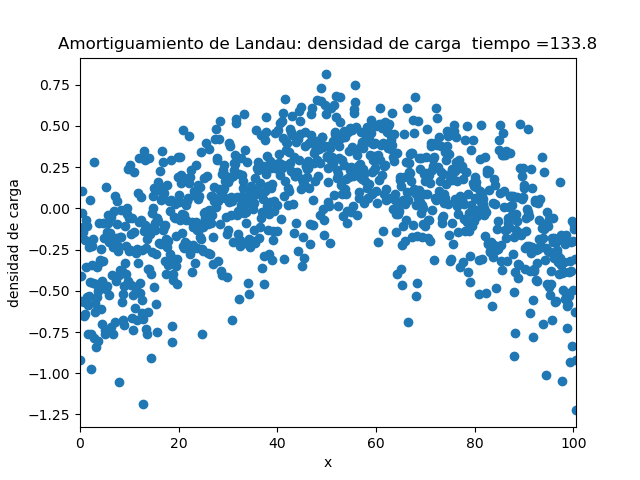 Amortiguamiento de Landau: densidad de carga  tiempo =133.8
densidad de carga
0.75
0.50
0.25
0.00
−0.25
−0.50
−0.75
−1.00
−1.25
0 20 40 60 80 100
x